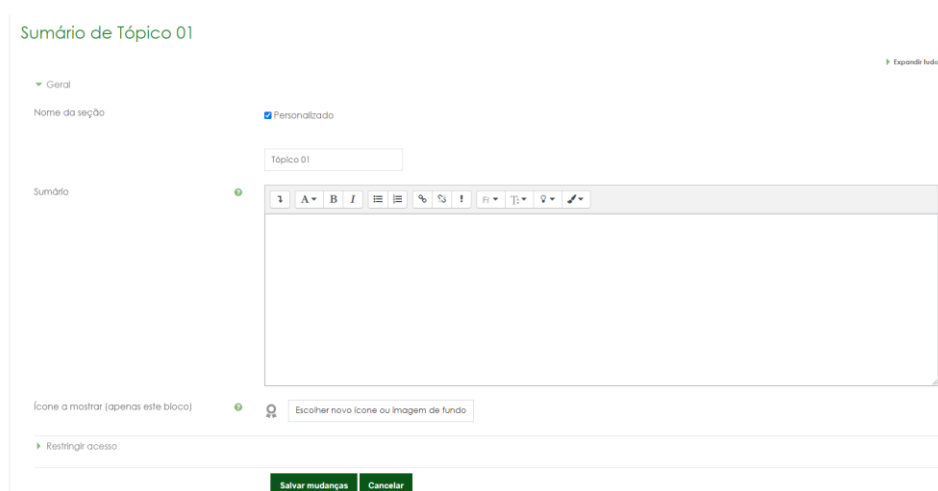 Sumário de Tópico 01
Expandir tudo
Geral
Nome da seção
Personalizado
Tópico 01
Sumário
A B I
Ff T:
Ícone a mostrar (apenas este bloco)
Escolher novo ícone ou imagem de fundo
Restringir acesso
Salvar mudanças Cancelar